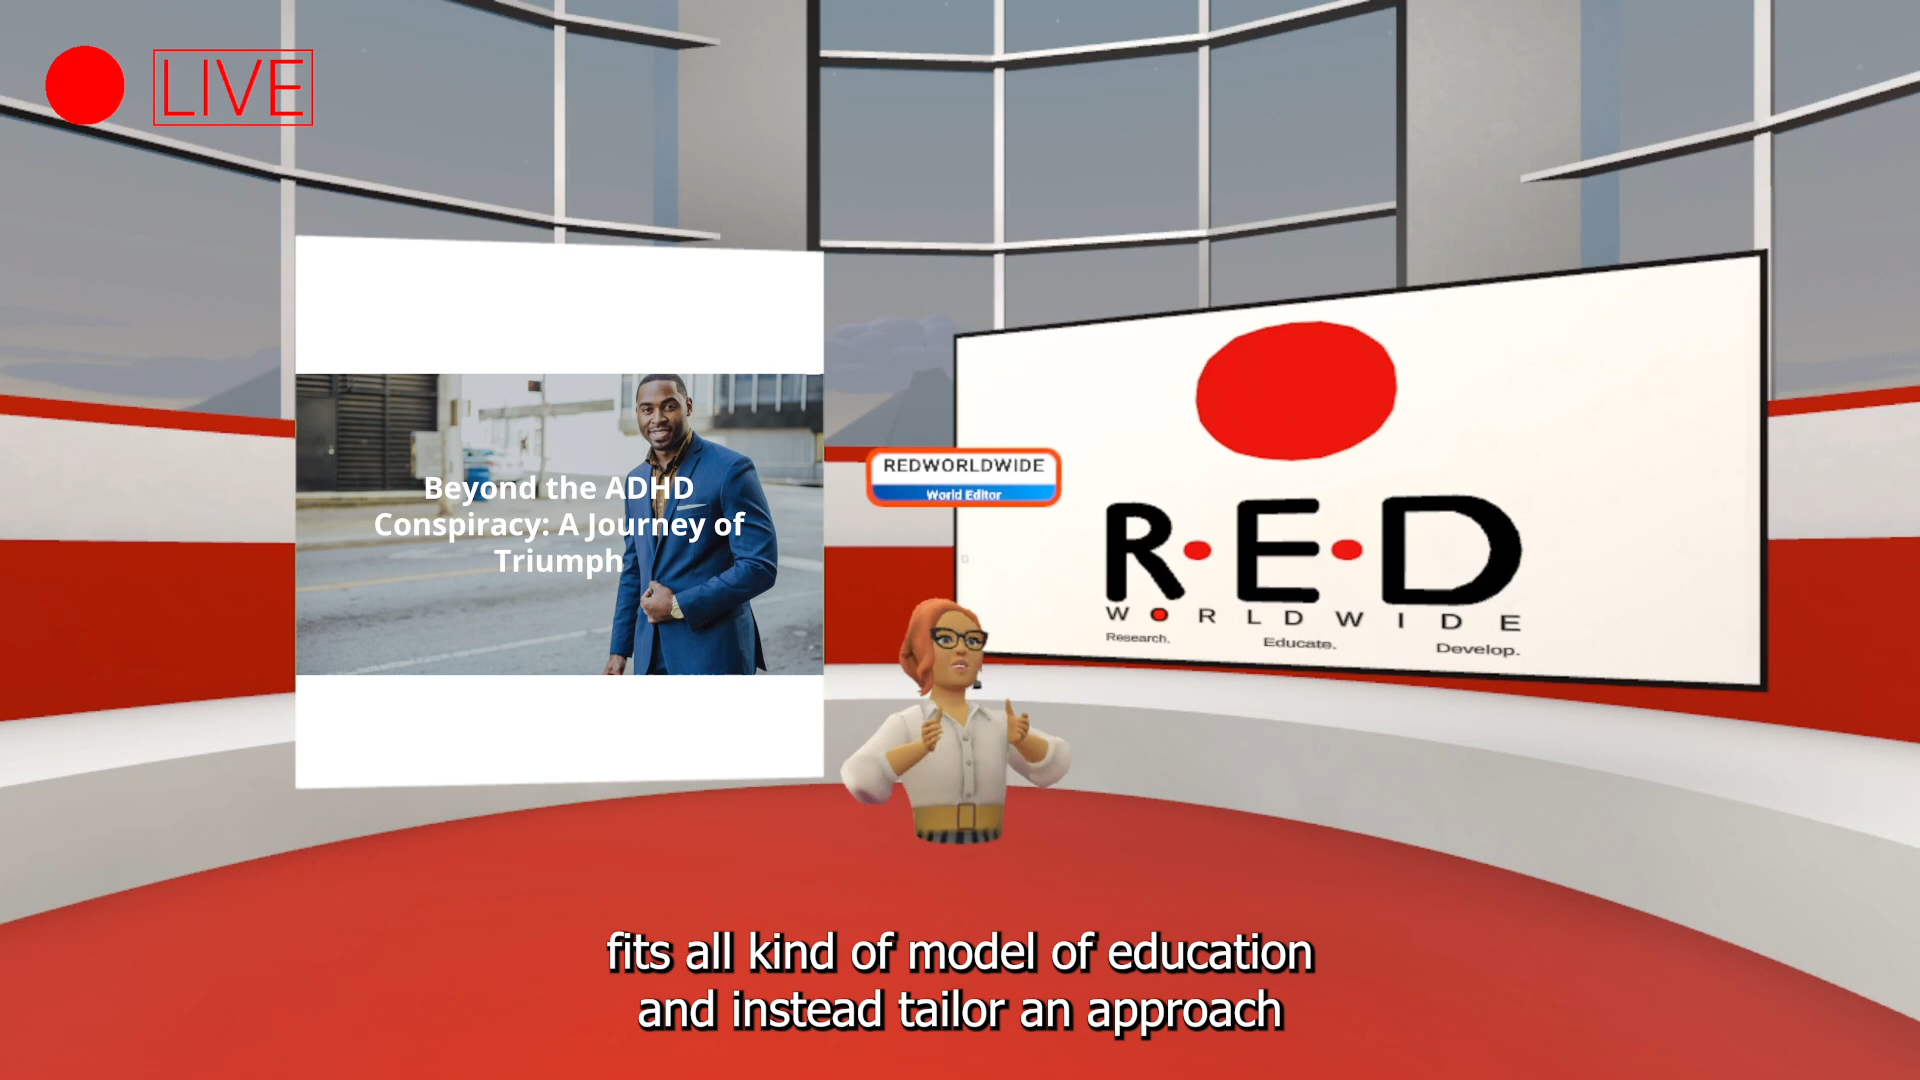 LIVE
Beyond the ADHD
Conspiracy: A Journey of
Triumph
REDWORLDWIDE
World Editor
R·E·D
WORLDWIDE
Research. Educate. Develop.
fits all kind of model of education
and instead tailor an approach